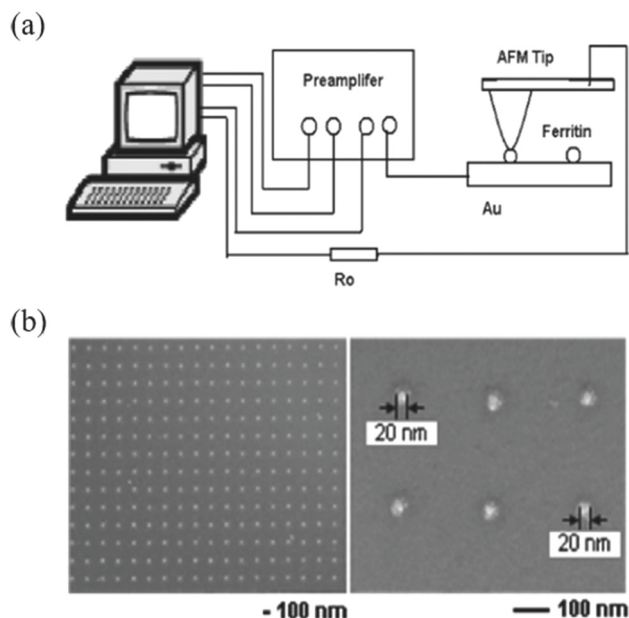 (a)
Preamplifer
AFM Tip
Ferritin
Au
Ro
(b)
20 nm
20 nm
- 100 nm
100 nm